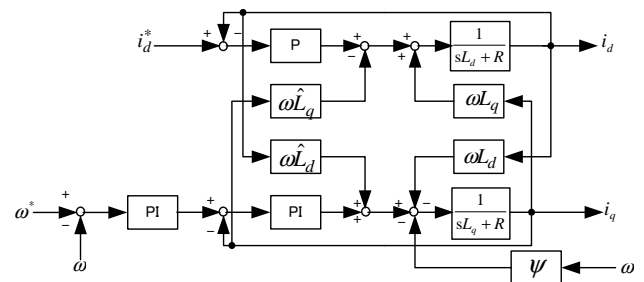 + −
i_d^* P + − + + 1 / (sL_d + R) i_d
ωL̂_q ωL_q
ωL̂_d ωL_d
ω^* + − PI + − PI + + + − − 1 / (sL_q + R) i_q
ω ψ ω